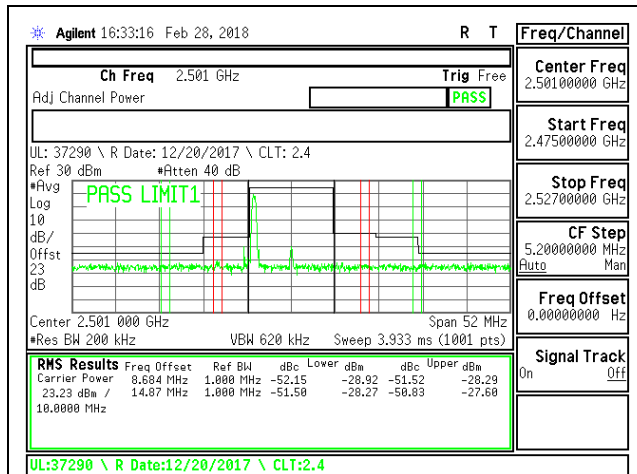 Agilent 16:33:16 Feb 28, 2018 R T
Freq/Channel
Ch Freq 2.501 GHz Trig Free
Adj Channel Power PASS
UL: 37290 \ R Date: 12/20/2017 \ CLT: 2.4
Ref 30 dBm #Atten 40 dB
#Avg
Log
10
dB/
Offst
23
dB
PASS LIMIT1
Center 2.501 000 GHz Span 52 MHz
#Res BW 200 kHz VBW 620 kHz Sweep 3.933 ms (1001 pts)
RMS Results Freq Offset Ref BW dBc Lower dBm dBc Upper dBm
Carrier Power 8.684 MHz 1.000 MHz -52.15 -28.92 -51.52 -28.29
23.23 dBm / 14.87 MHz 1.000 MHz -51.50 -28.27 -50.83 -27.60
10.0000 MHz
UL:37290 \ R Date:12/20/2017 \ CLT:2.4
Center Freq
2.50100000 GHz
Start Freq
2.47500000 GHz
Stop Freq
2.52700000 GHz
CF Step
5.20000000 MHz
Auto Man
Freq Offset
0.00000000 Hz
Signal Track
On Off